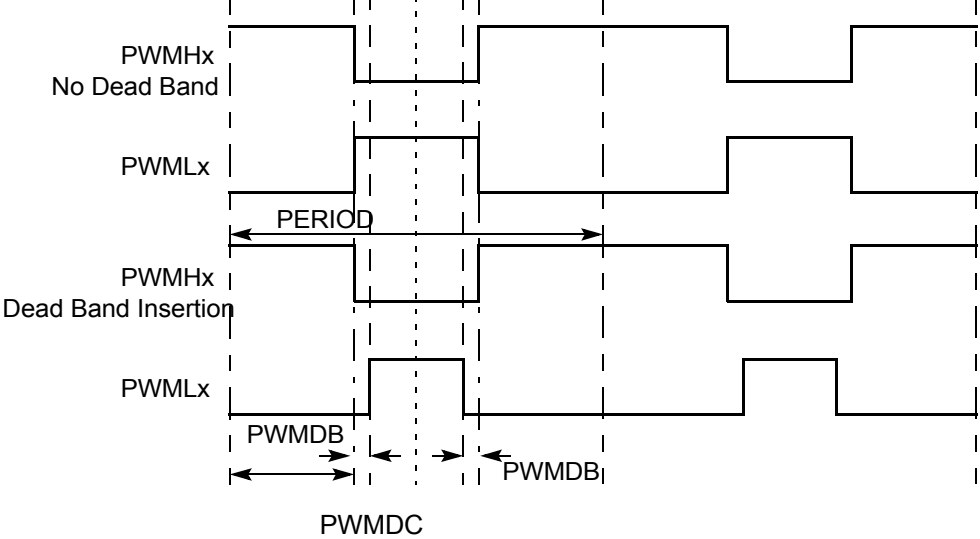 PWMHx
No Dead Band
PWMLx
PERIOD
PWMHx
Dead Band Insertion
PWMLx
PWMDB
PWMDB
PWMDC